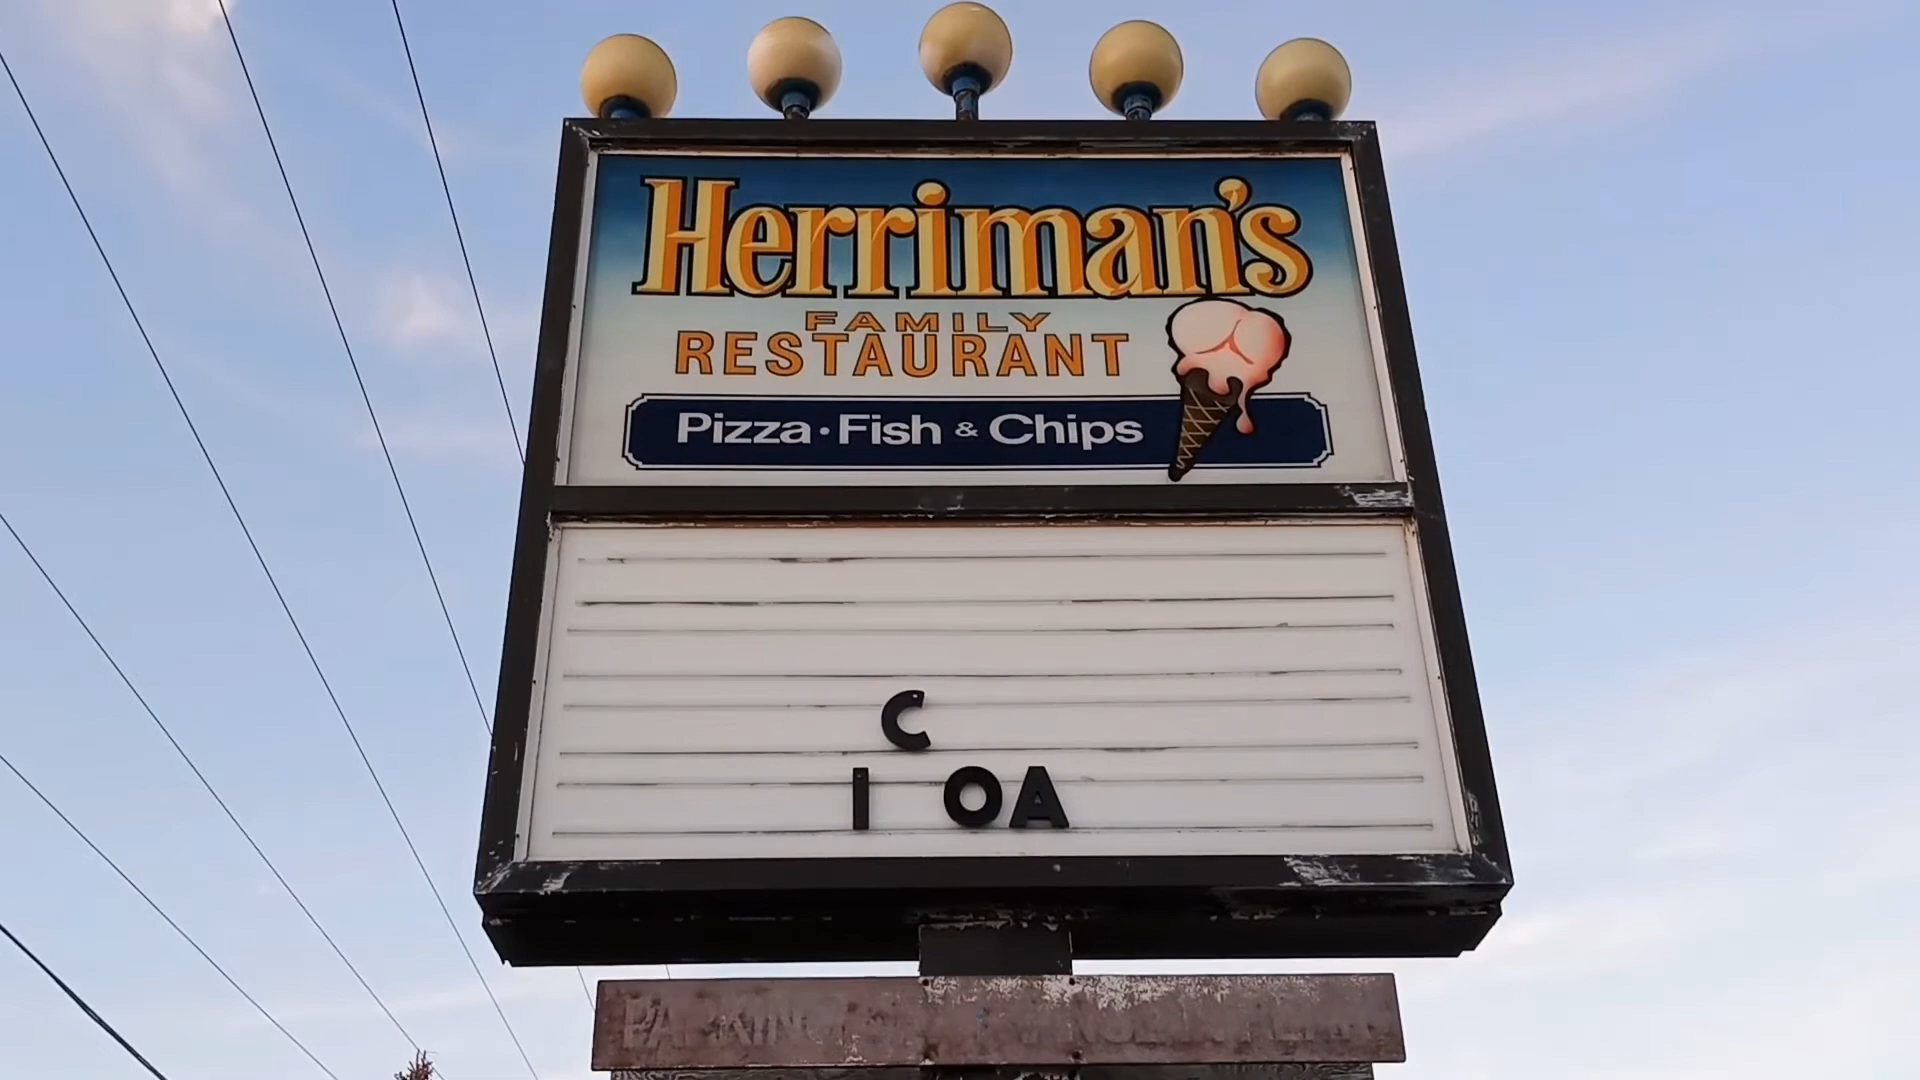 Herriman's
FAMILY
RESTAURANT
Pizza • Fish & Chips
C
I OA